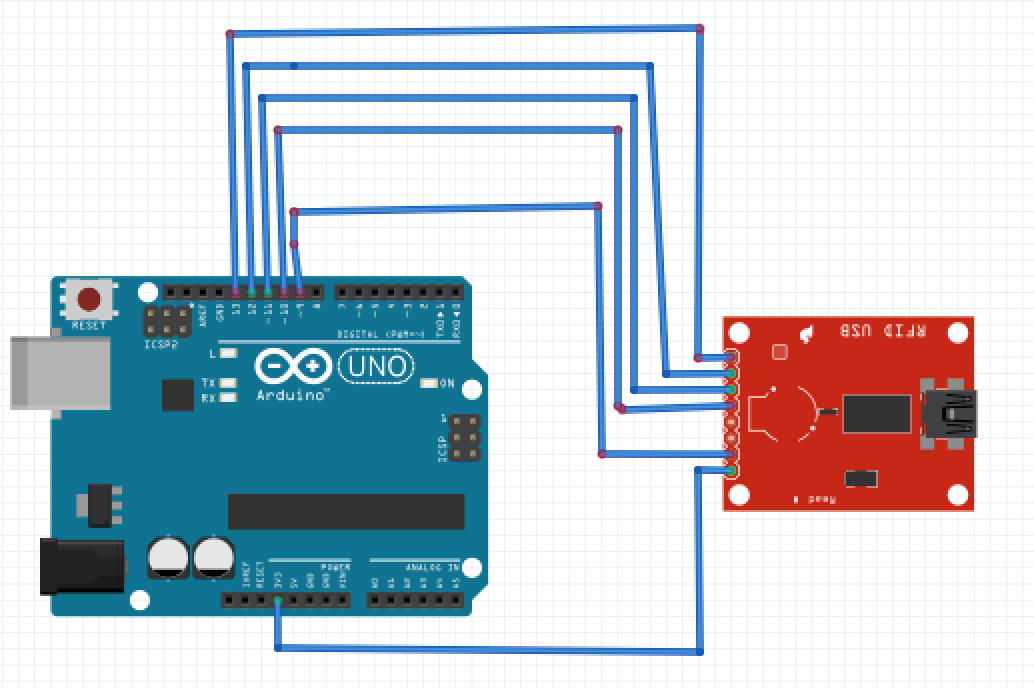 RFID USB
RESET
ICSP2
AREF
GND
13
12
~11
~10
~9
8
7
~6
~5
4
~3
2
TX0▶1
RX0◀0
DIGITAL (PWM=~)
L
TX
RX
UNO
ON
Arduino™
ICSP
Read
POWER
ANALOG IN
IOREF
RESET
3V3
5V
GND
GND
VIN
A0
A1
A2
A3
A4
A5